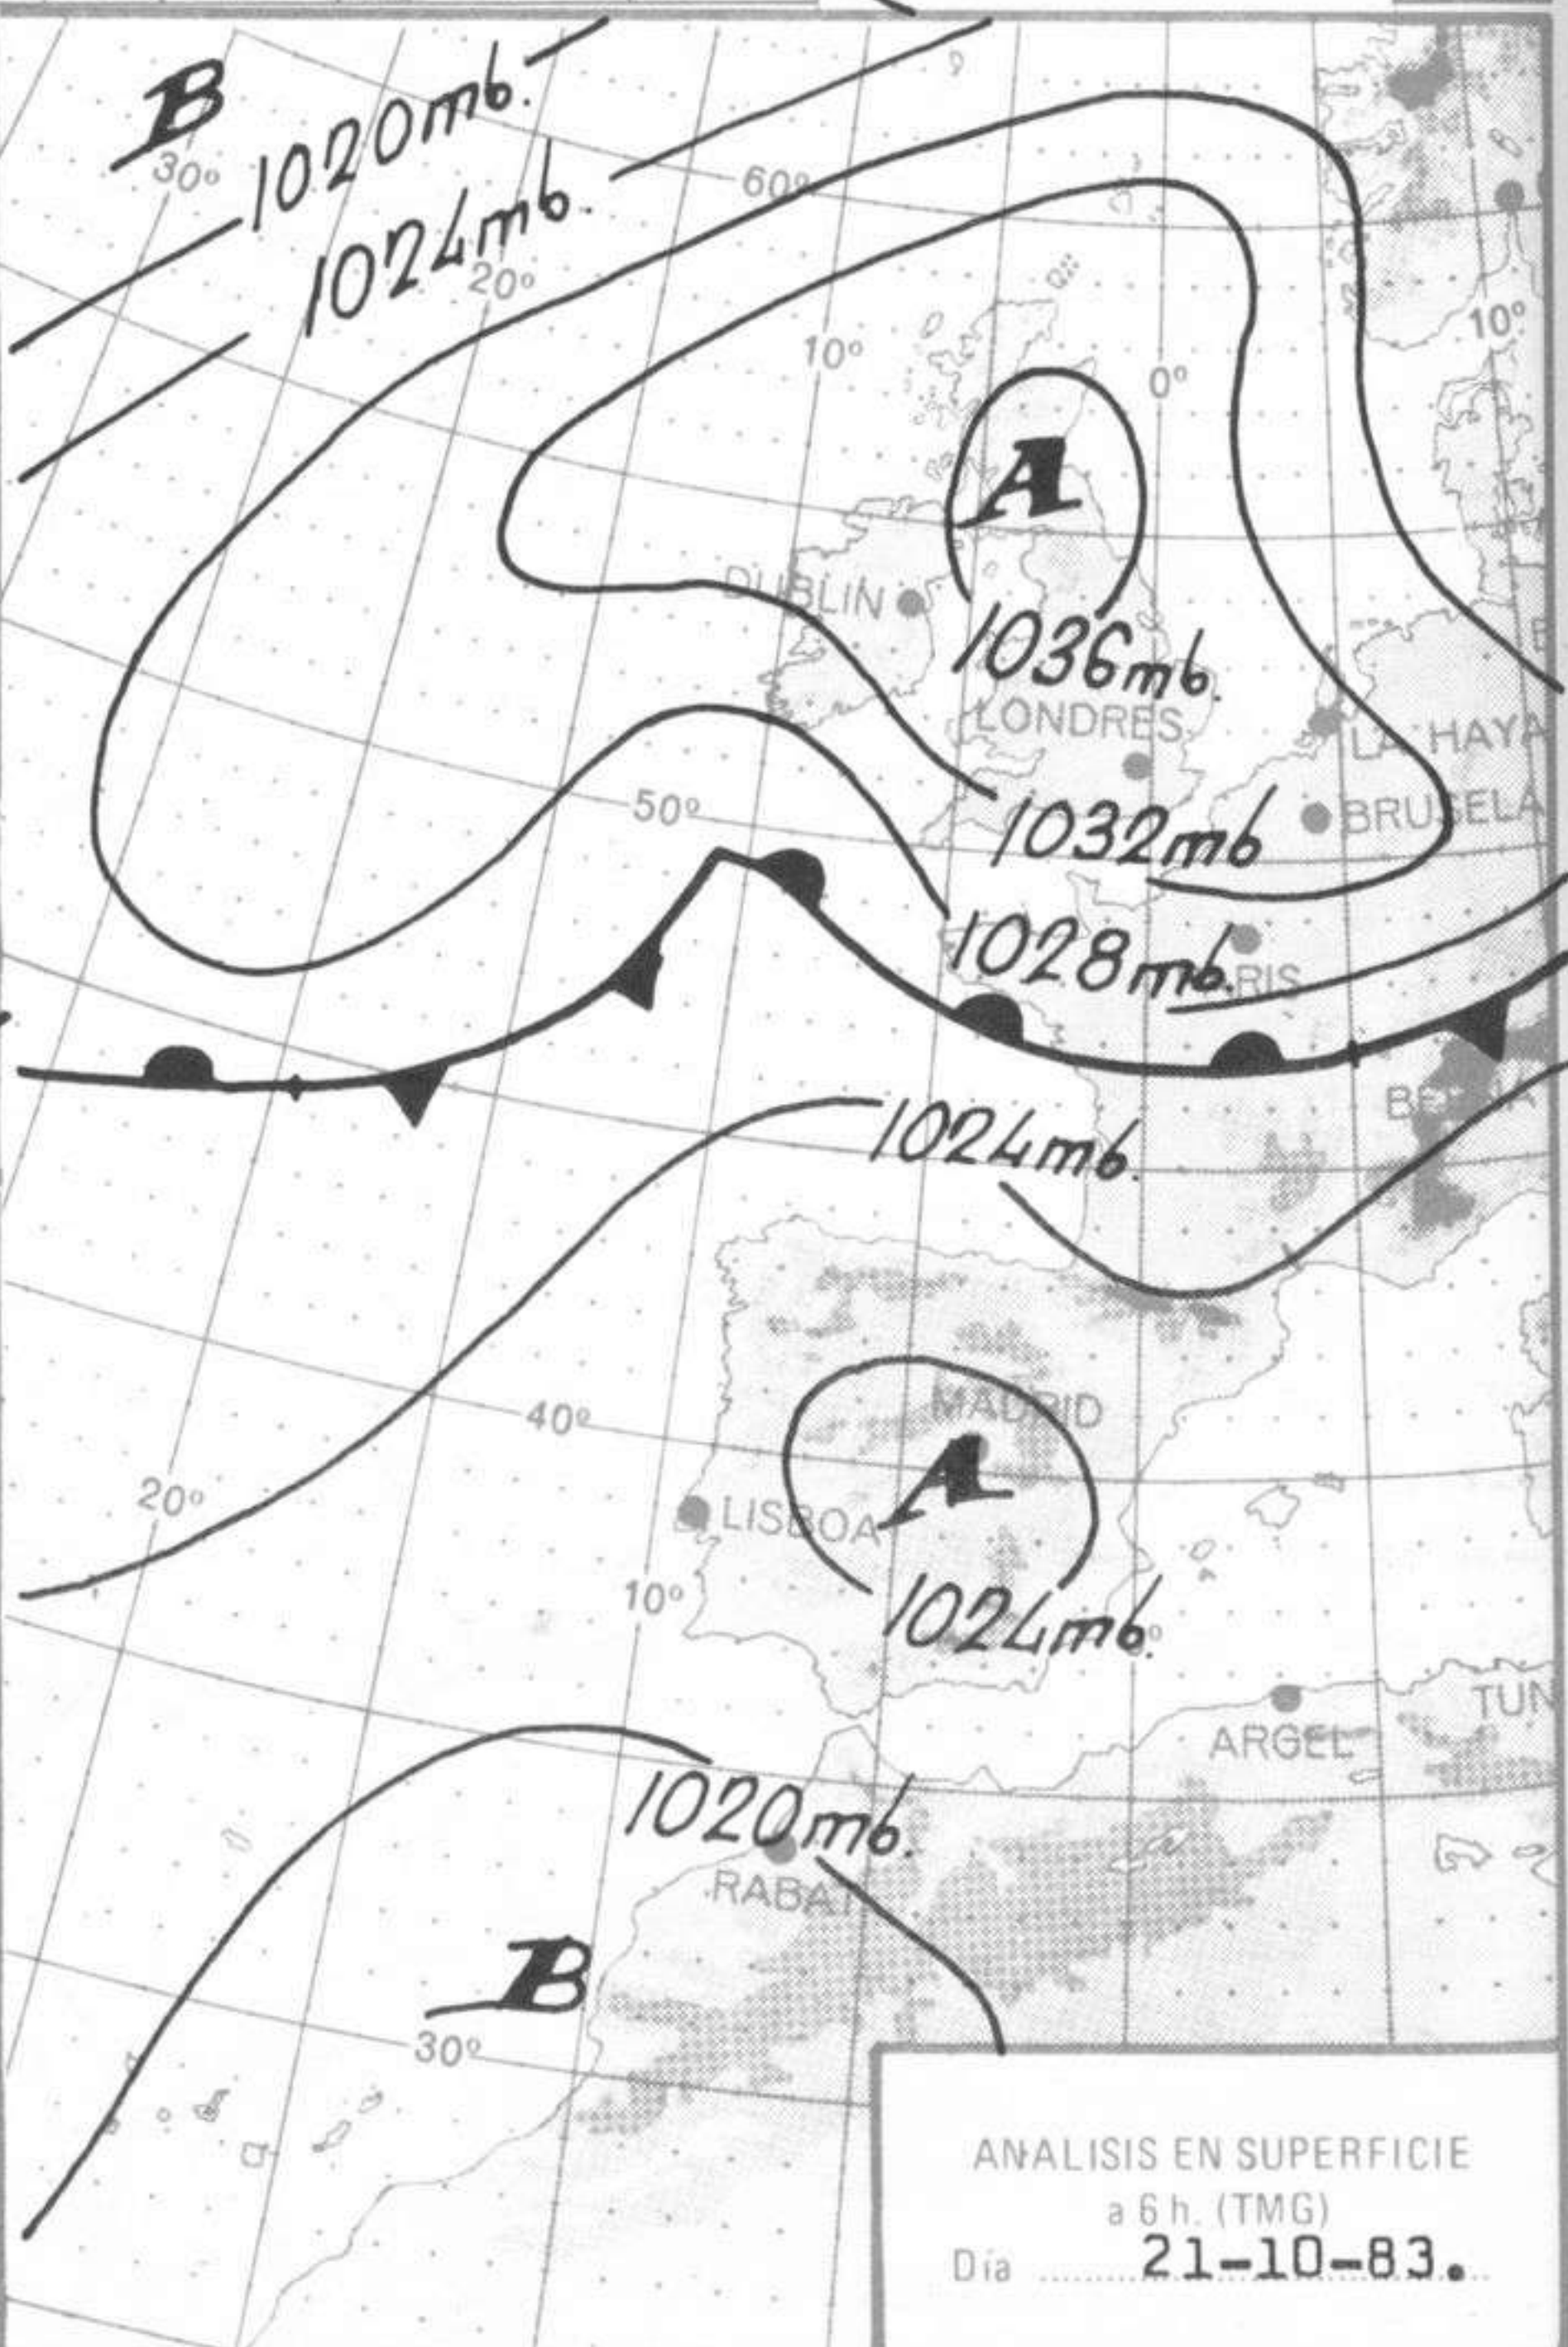 B
1020mb.
30º
1024mb.
60º
20º
10º
10º
0º
A
DUBLIN
1036mb.
LONDRES
LA HAYA
50º
1032mb
BRUSELA
1028mb.
RIS
1024mb.
40º
MADRID
A
20º
LISBOA
10º
1024mb.
TUN
ARGEL
1020mb.
RABAT
B
30º
ANALISIS EN SUPERFICIE
a 6 h. (TMG)
Día 21-10-83.